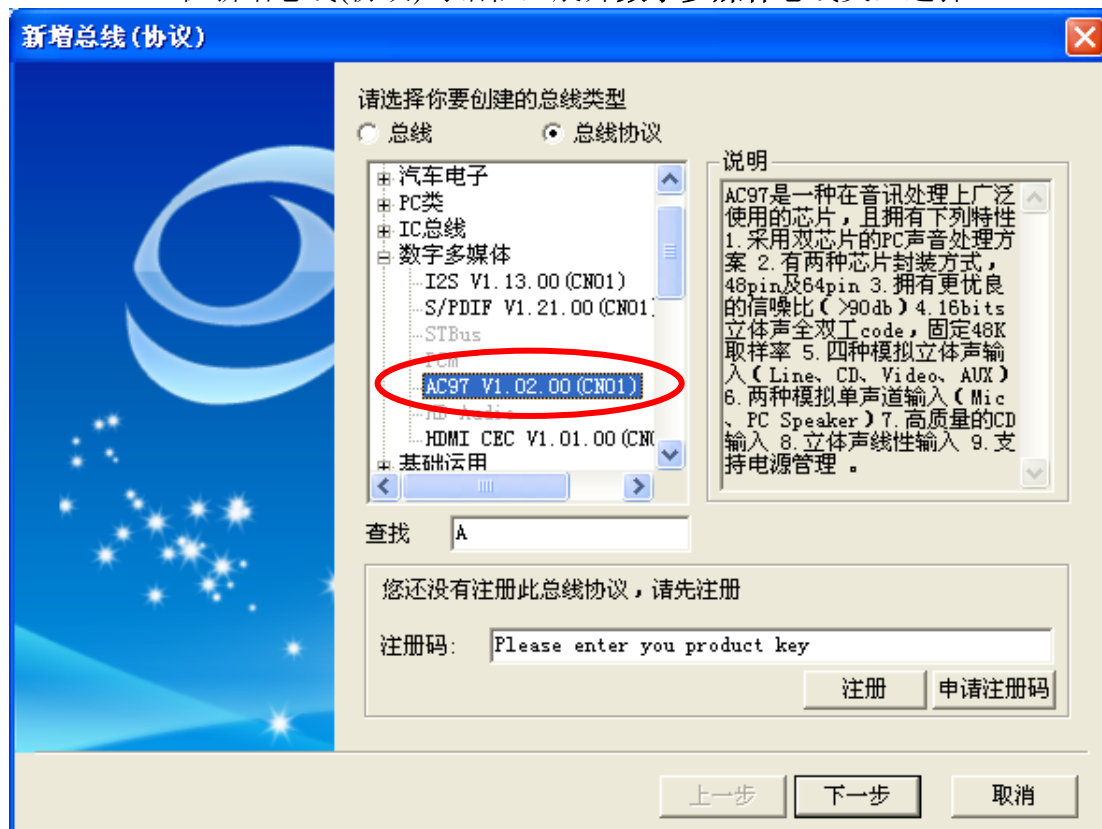 新增总线(协议)
请选择你要创建的总线类型
总线
总线协议
汽车电子
PC类
IC总线
数字多媒体
I2S V1.13.00(CN01)
S/PDIF V1.21.00(CN01)
STBus
PCm
AC97 V1.02.00(CN01)
HD Audio
HDMI CEC V1.01.00(CN
基础运用
说明
AC97是一种在音讯处理上广泛
使用的芯片，且拥有下列特性
1.采用双芯片的PC声音处理方
案 2.有两种芯片封装方式，
48pin及64pin 3.拥有更优良
的信噪比(>90db)4.16bits
立体声全双工code，固定48K
取样率 5.四种模拟立体声输
入(Line、CD、Video、AUX)
6.两种模拟单声道输入(Mic
、PC Speaker)7.高质量的CD
输入 8.立体声线性输入 9.支
持电源管理 。
查找 A
您还没有注册此总线协议，请先注册
注册码: Please enter you product key
注册
申请注册码
上一步
下一步
取消